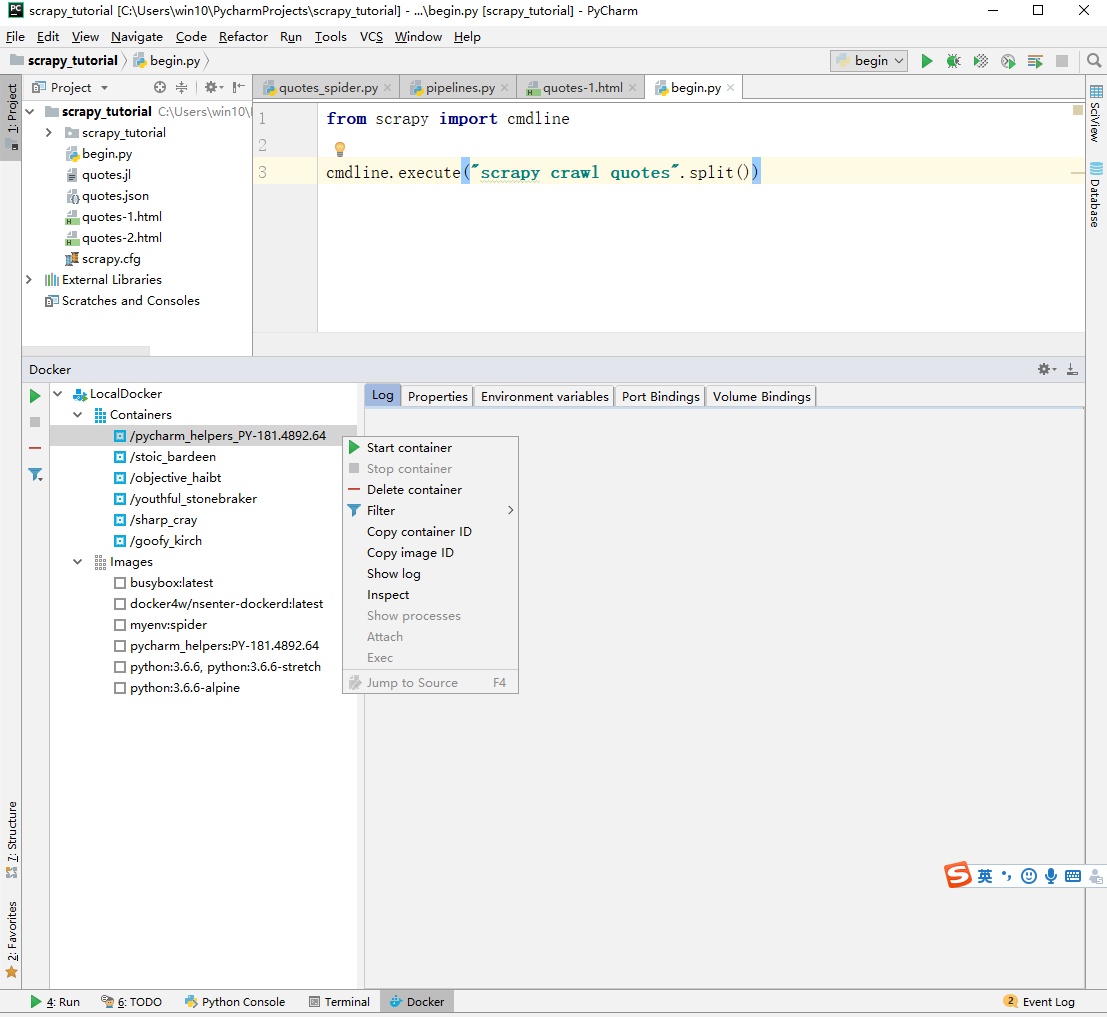 scrapy_tutorial [C:\Users\win10\PycharmProjects\scrapy_tutorial] - ...\begin.py [scrapy_tutorial] - PyCharm
File Edit View Navigate Code Refactor Run Tools VCS Window Help
scrapy_tutorial begin.py begin
1: Project
Project
quotes_spider.py pipelines.py quotes-1.html begin.py
scrapy_tutorial C:\Users\win10\
scrapy_tutorial
begin.py
quotes.jl
quotes.json
quotes-1.html
quotes-2.html
scrapy.cfg
External Libraries
Scratches and Consoles
1 from scrapy import cmdline
2
3 cmdline.execute("scrapy crawl quotes".split())
SciView
Database
Docker
LocalDocker
Containers
/pycharm_helpers_PY-181.4892.64
/stoic_bardeen
/objective_haibt
/youthful_stonebraker
/sharp_cray
/goofy_kirch
Images
busybox:latest
docker4w/nsenter-dockerd:latest
myenv:spider
pycharm_helpers:PY-181.4892.64
python:3.6.6, python:3.6.6-stretch
python:3.6.6-alpine
Log Properties Environment variables Port Bindings Volume Bindings
Start container
Stop container
Delete container
Filter
Copy container ID
Copy image ID
Show log
Inspect
Show processes
Attach
Exec
Jump to Source F4
7: Structure
2: Favorites
S 英
4: Run 6: TODO Python Console Terminal Docker 2 Event Log